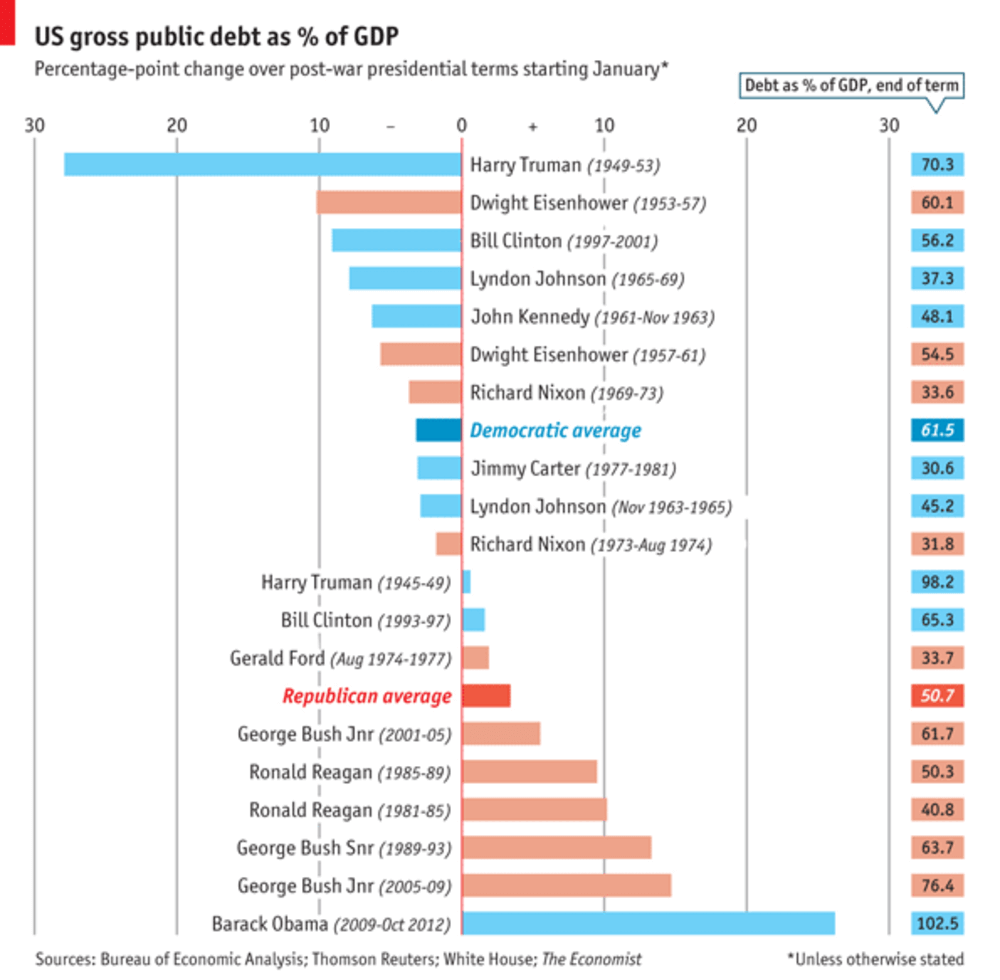 US gross public debt as % of GDP
Percentage-point change over post-war presidential terms starting January*
Debt as % of GDP, end of term
30 20 10 – 0 + 10 20 30
Harry Truman (1949-53) 70.3
Dwight Eisenhower (1953-57) 60.1
Bill Clinton (1997-2001) 56.2
Lyndon Johnson (1965-69) 37.3
John Kennedy (1961-Nov 1963) 48.1
Dwight Eisenhower (1957-61) 54.5
Richard Nixon (1969-73) 33.6
Democratic average 61.5
Jimmy Carter (1977-1981) 30.6
Lyndon Johnson (Nov 1963-1965) 45.2
Richard Nixon (1973-Aug 1974) 31.8
Harry Truman (1945-49) 98.2
Bill Clinton (1993-97) 65.3
Gerald Ford (Aug 1974-1977) 33.7
Republican average 50.7
George Bush Jnr (2001-05) 61.7
Ronald Reagan (1985-89) 50.3
Ronald Reagan (1981-85) 40.8
George Bush Snr (1989-93) 63.7
George Bush Jnr (2005-09) 76.4
Barack Obama (2009-Oct 2012) 102.5
Sources: Bureau of Economic Analysis; Thomson Reuters; White House; The Economist *Unless otherwise stated